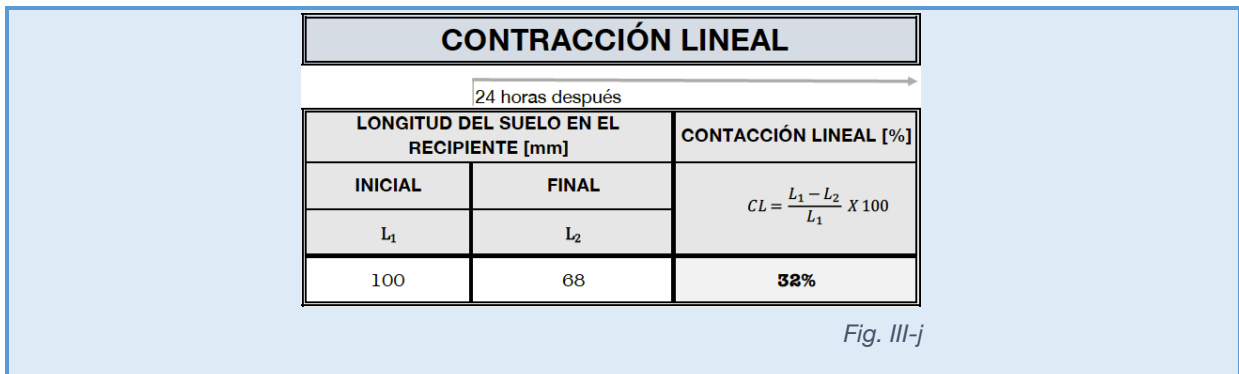 CONTRACCIÓN LINEAL
24 horas después
LONGITUD DEL SUELO EN EL
RECIPIENTE [mm]
CONTACCIÓN LINEAL [%]
INICIAL
FINAL
CL = \frac{L₁ − L₂}{L₁} X 100
L₁
L₂
100
68
32%
Fig. III-j